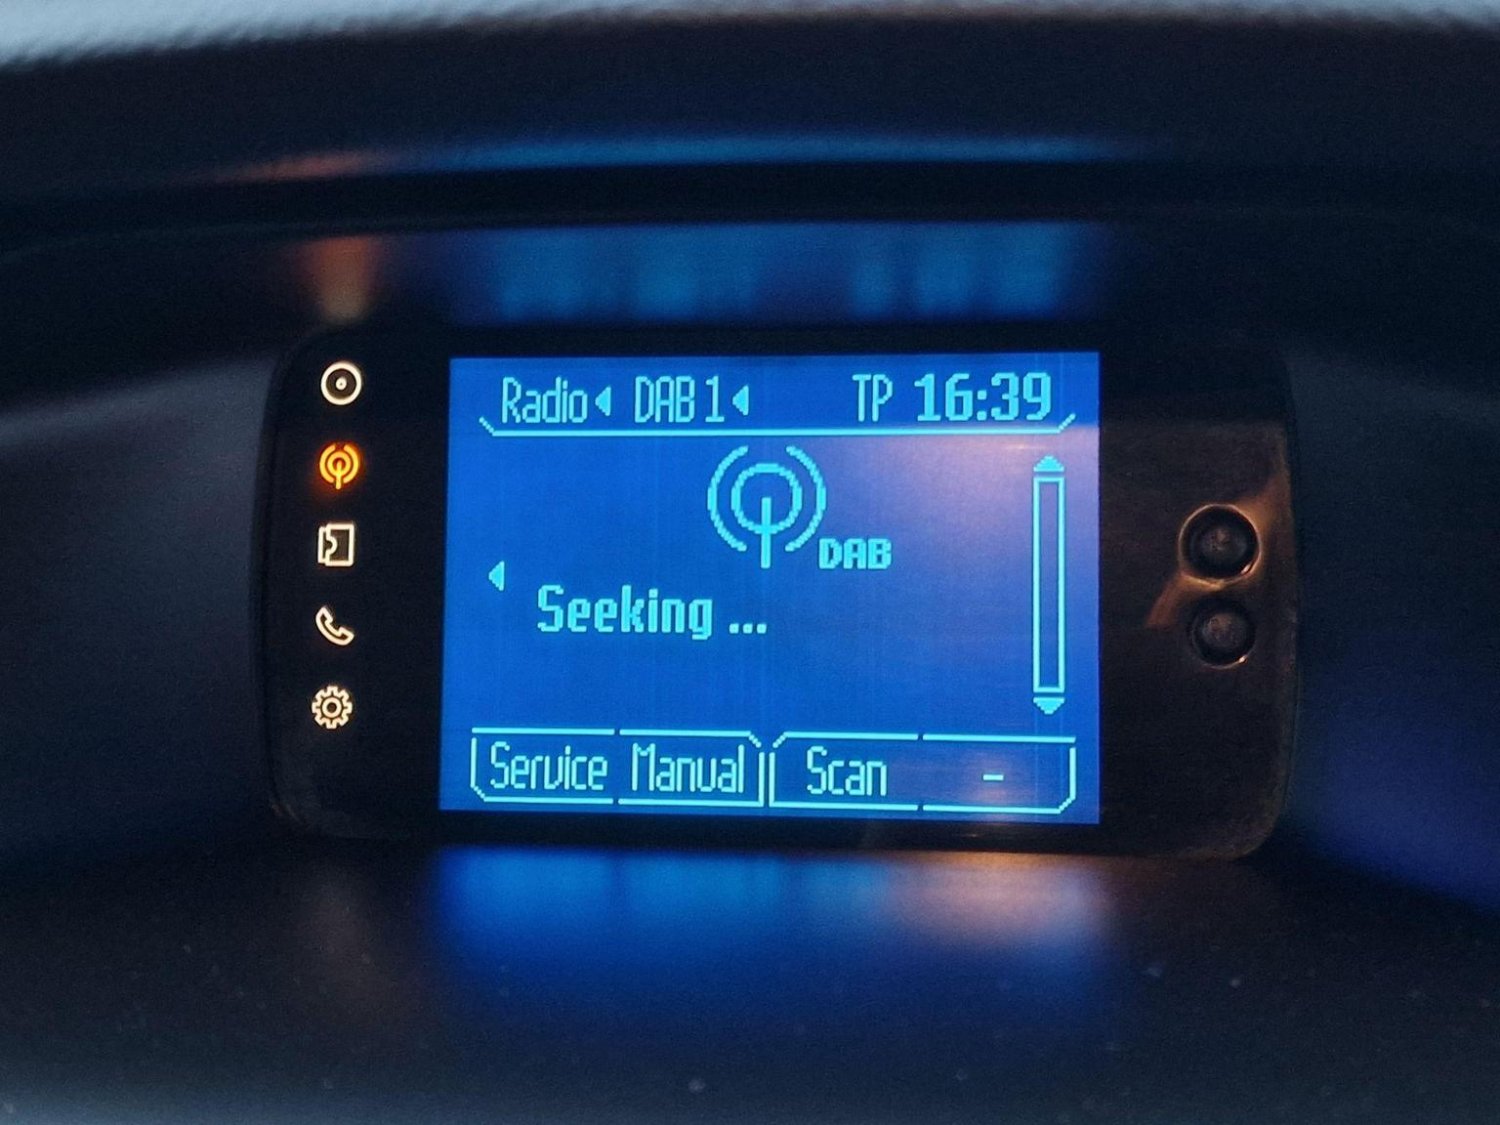 Radio DAB 1 TP 16:39
DAB
Seeking ...
Service Manual Scan -